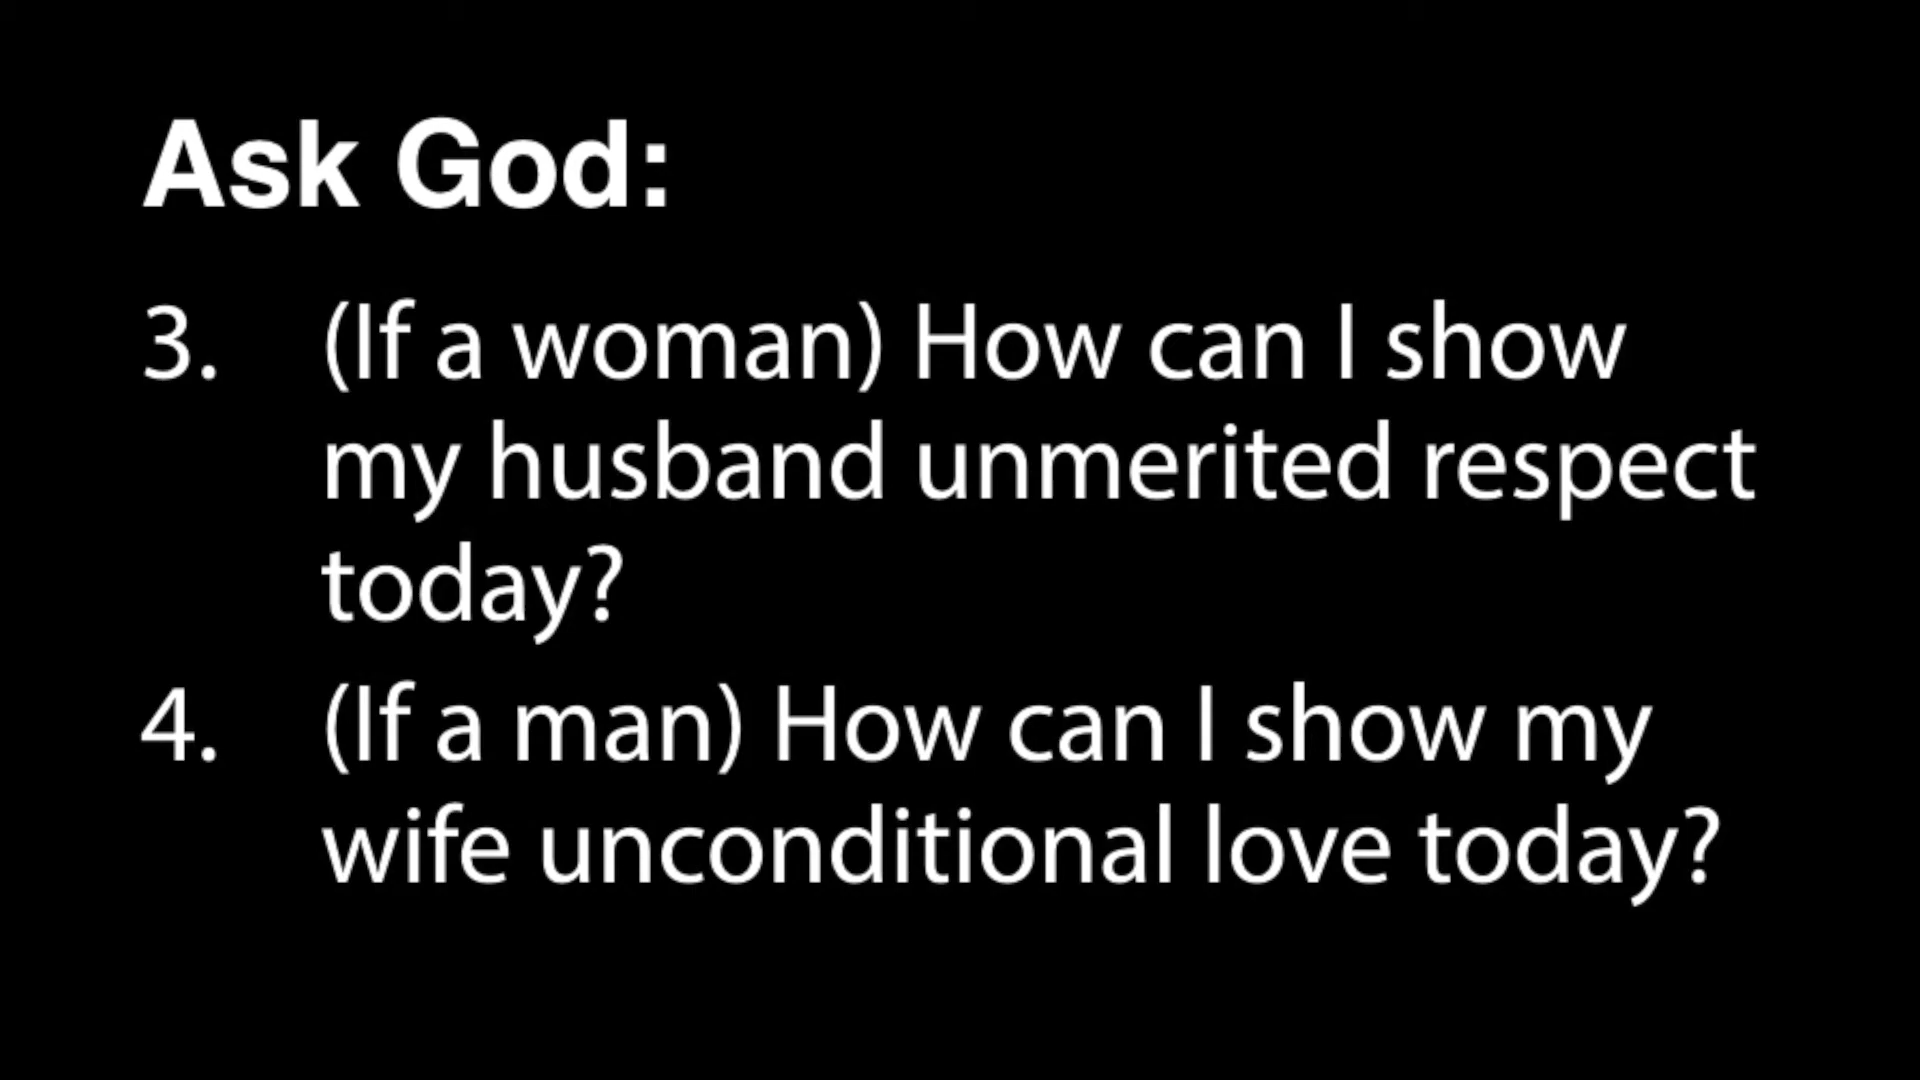 Ask God:
3. (If a woman) How can I show
my husband unmerited respect
today?
4. (If a man) How can I show my
wife unconditional love today?